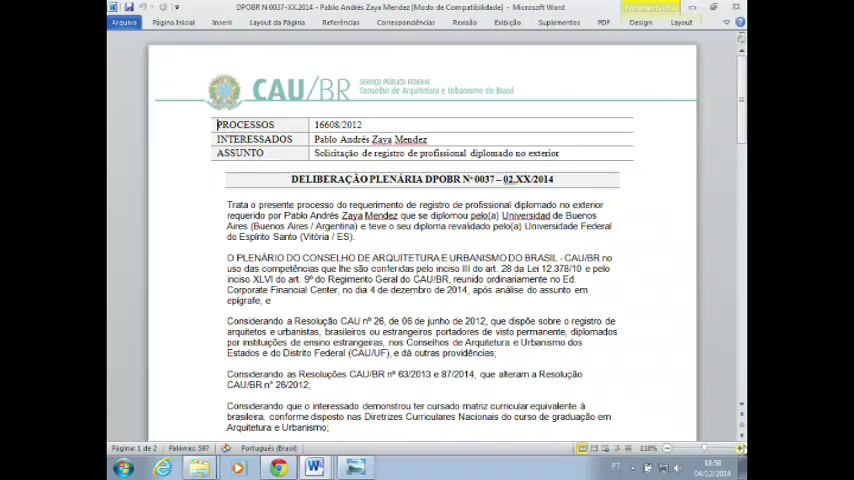 DPOBR N 0037-XX.2014 - Pablo Andrés Zaya Mendez [Modo de Compatibilidade] - Microsoft Word
Arquivo Página Inicial Inserir Layout da Página Referências Correspondências Revisão Exibição Suplementos PDF Design Layout
CAU/BR
SERVIÇO PÚBLICO FEDERAL
Conselho de Arquitetura e Urbanismo do Brasil
PROCESSOS 16608/2012
INTERESSADOS Pablo Andrés Zaya Mendez
ASSUNTO Solicitação de registro de profissional diplomado no exterior
DELIBERAÇÃO PLENÁRIA DPOBR Nº 0037 – 02.XX/2014
Trata o presente processo do requerimento de registro de profissional diplomado no exterior
requerido por Pablo Andrés Zaya Mendez que se diplomou pelo(a) Universidad de Buenos
Aires (Buenos Aires / Argentina) e teve o seu diploma revalidado pelo(a) Universidade Federal
do Espírito Santo (Vitória / ES).
O PLENÁRIO DO CONSELHO DE ARQUITETURA E URBANISMO DO BRASIL - CAU/BR no
uso das competências que lhe são conferidas pelo inciso III do art. 28 da Lei 12.378/10 e pelo
inciso XLVI do art. 9º do Regimento Geral do CAU/BR, reunido ordinariamente no Ed.
Corporate Financial Center, no dia 4 de dezembro de 2014, após análise do assunto em
epígrafe, e
Considerando a Resolução CAU nº 26, de 06 de junho de 2012, que dispõe sobre o registro de
arquitetos e urbanistas, brasileiros ou estrangeiros portadores de visto permanente, diplomados
por instituições de ensino estrangeiras, nos Conselhos de Arquitetura e Urbanismo dos
Estados e do Distrito Federal (CAU/UF), e dá outras providências;
Considerando as Resoluções CAU/BR nº 63/2013 e 87/2014, que alteram a Resolução
CAU/BR n° 26/2012;
Considerando que o interessado demonstrou ter cursado matriz curricular equivalente à
brasileira, conforme disposto nas Diretrizes Curriculares Nacionais do curso de graduação em
Arquitetura e Urbanismo;
Página: 1 de 2 Palavras: 597 Português (Brasil) 110%
PT 18:58
04/12/2014